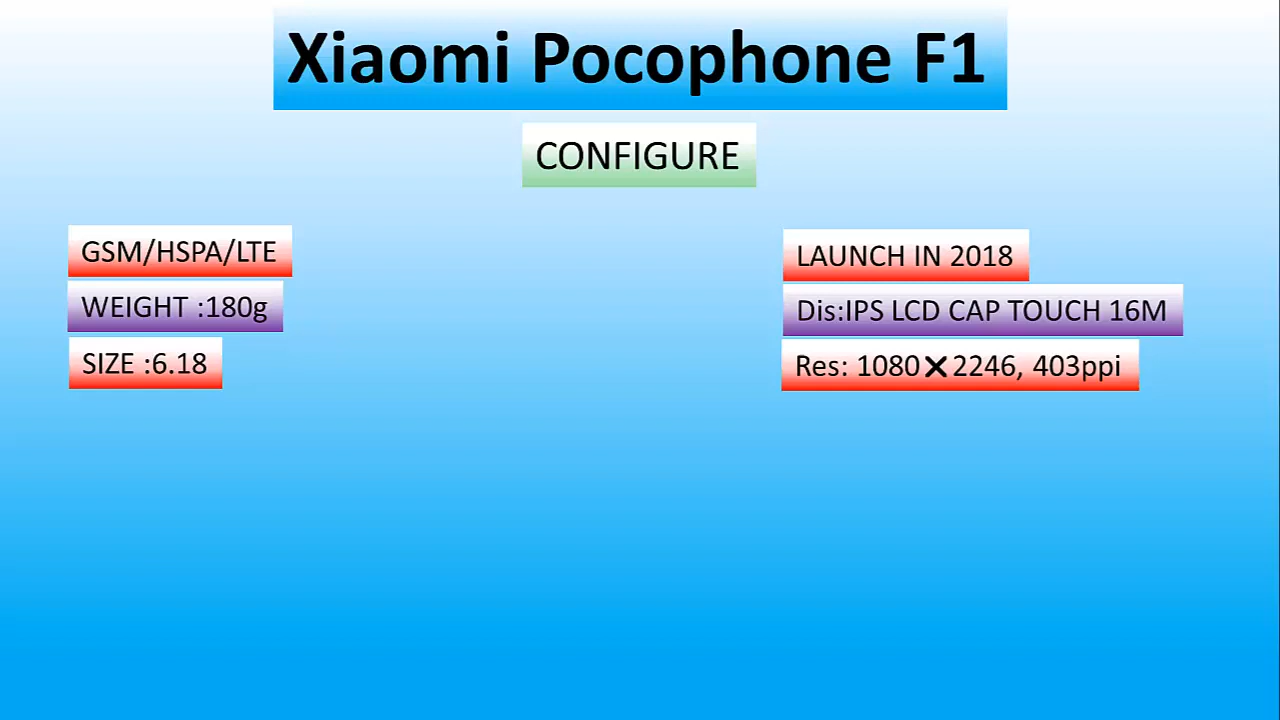 Xiaomi Pocophone F1
CONFIGURE
GSM/HSPA/LTE
WEIGHT :180g
SIZE :6.18
LAUNCH IN 2018
Dis:IPS LCD CAP TOUCH 16M
Res: 1080❌2246, 403ppi